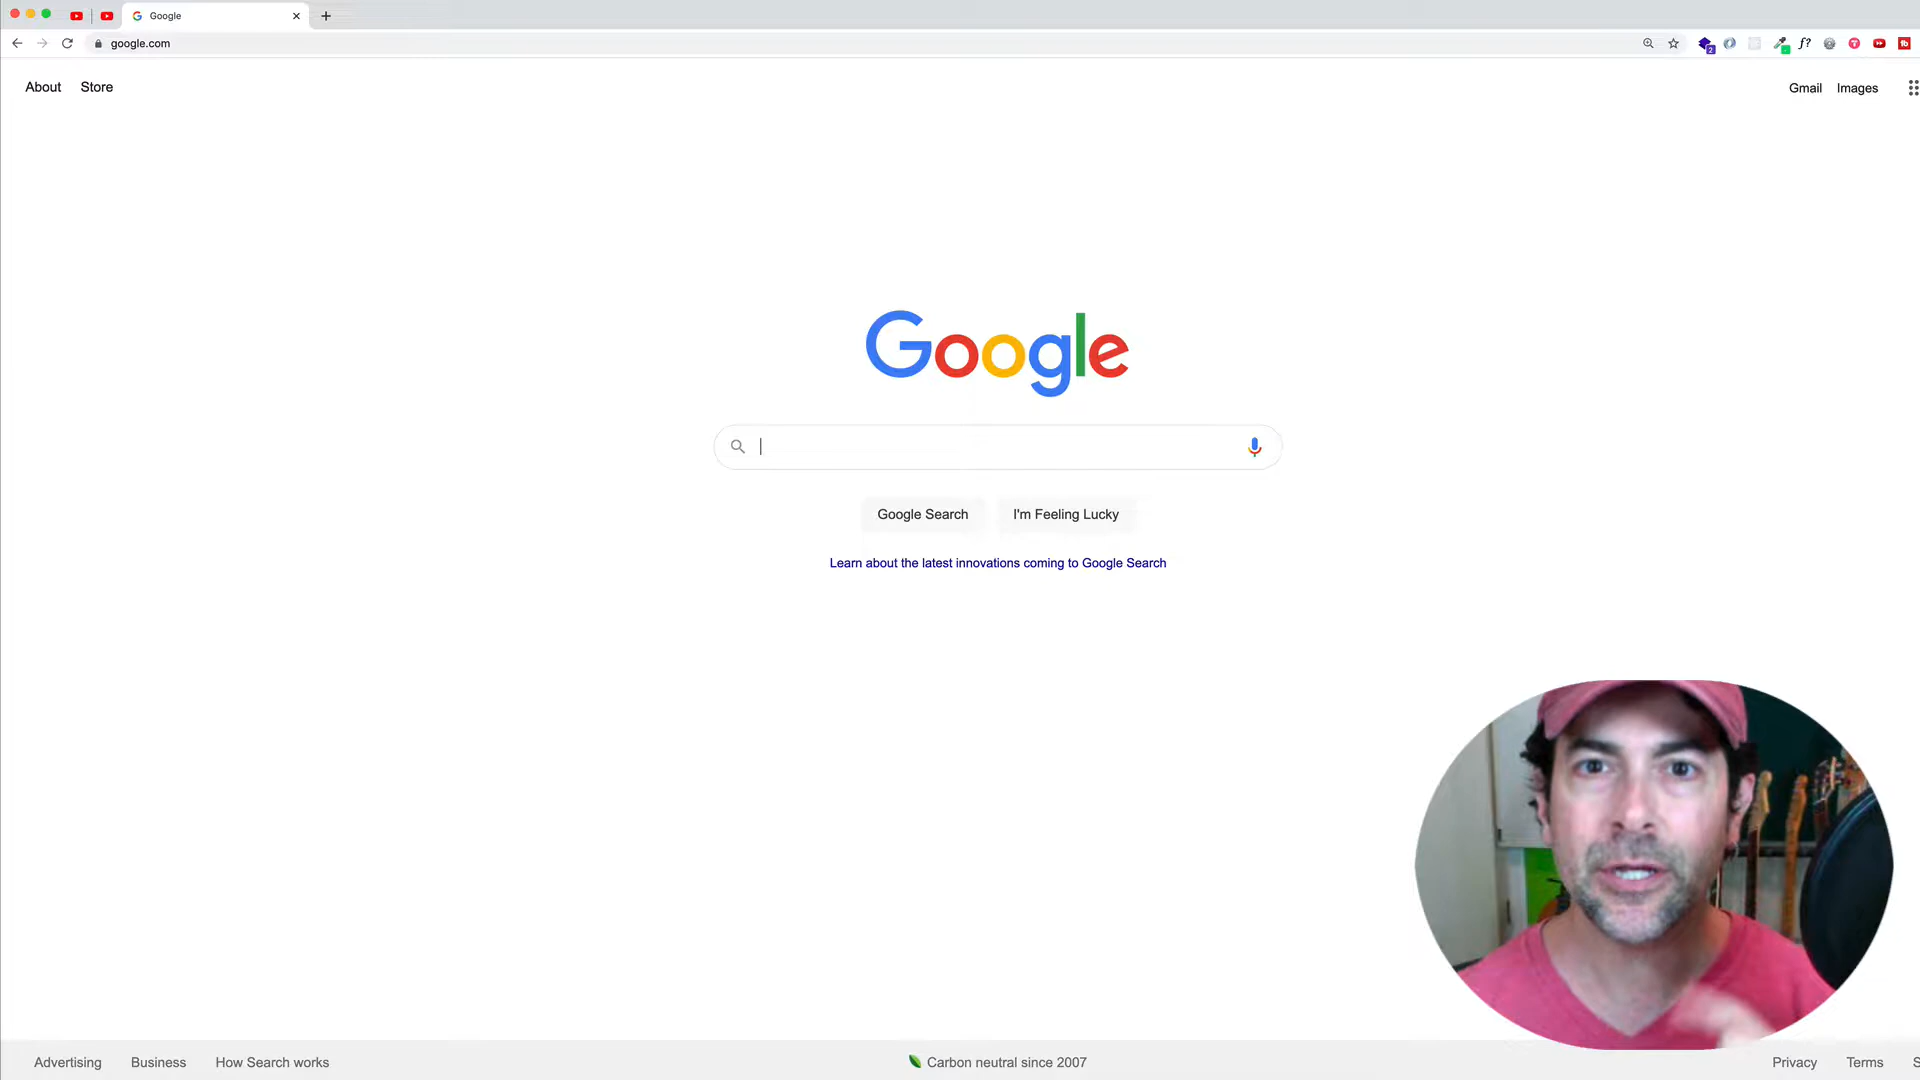 Google
google.com
About Store
Gmail Images
Google
Google Search I'm Feeling Lucky
Learn about the latest innovations coming to Google Search
Advertising Business How Search works
Carbon neutral since 2007
Privacy Terms S